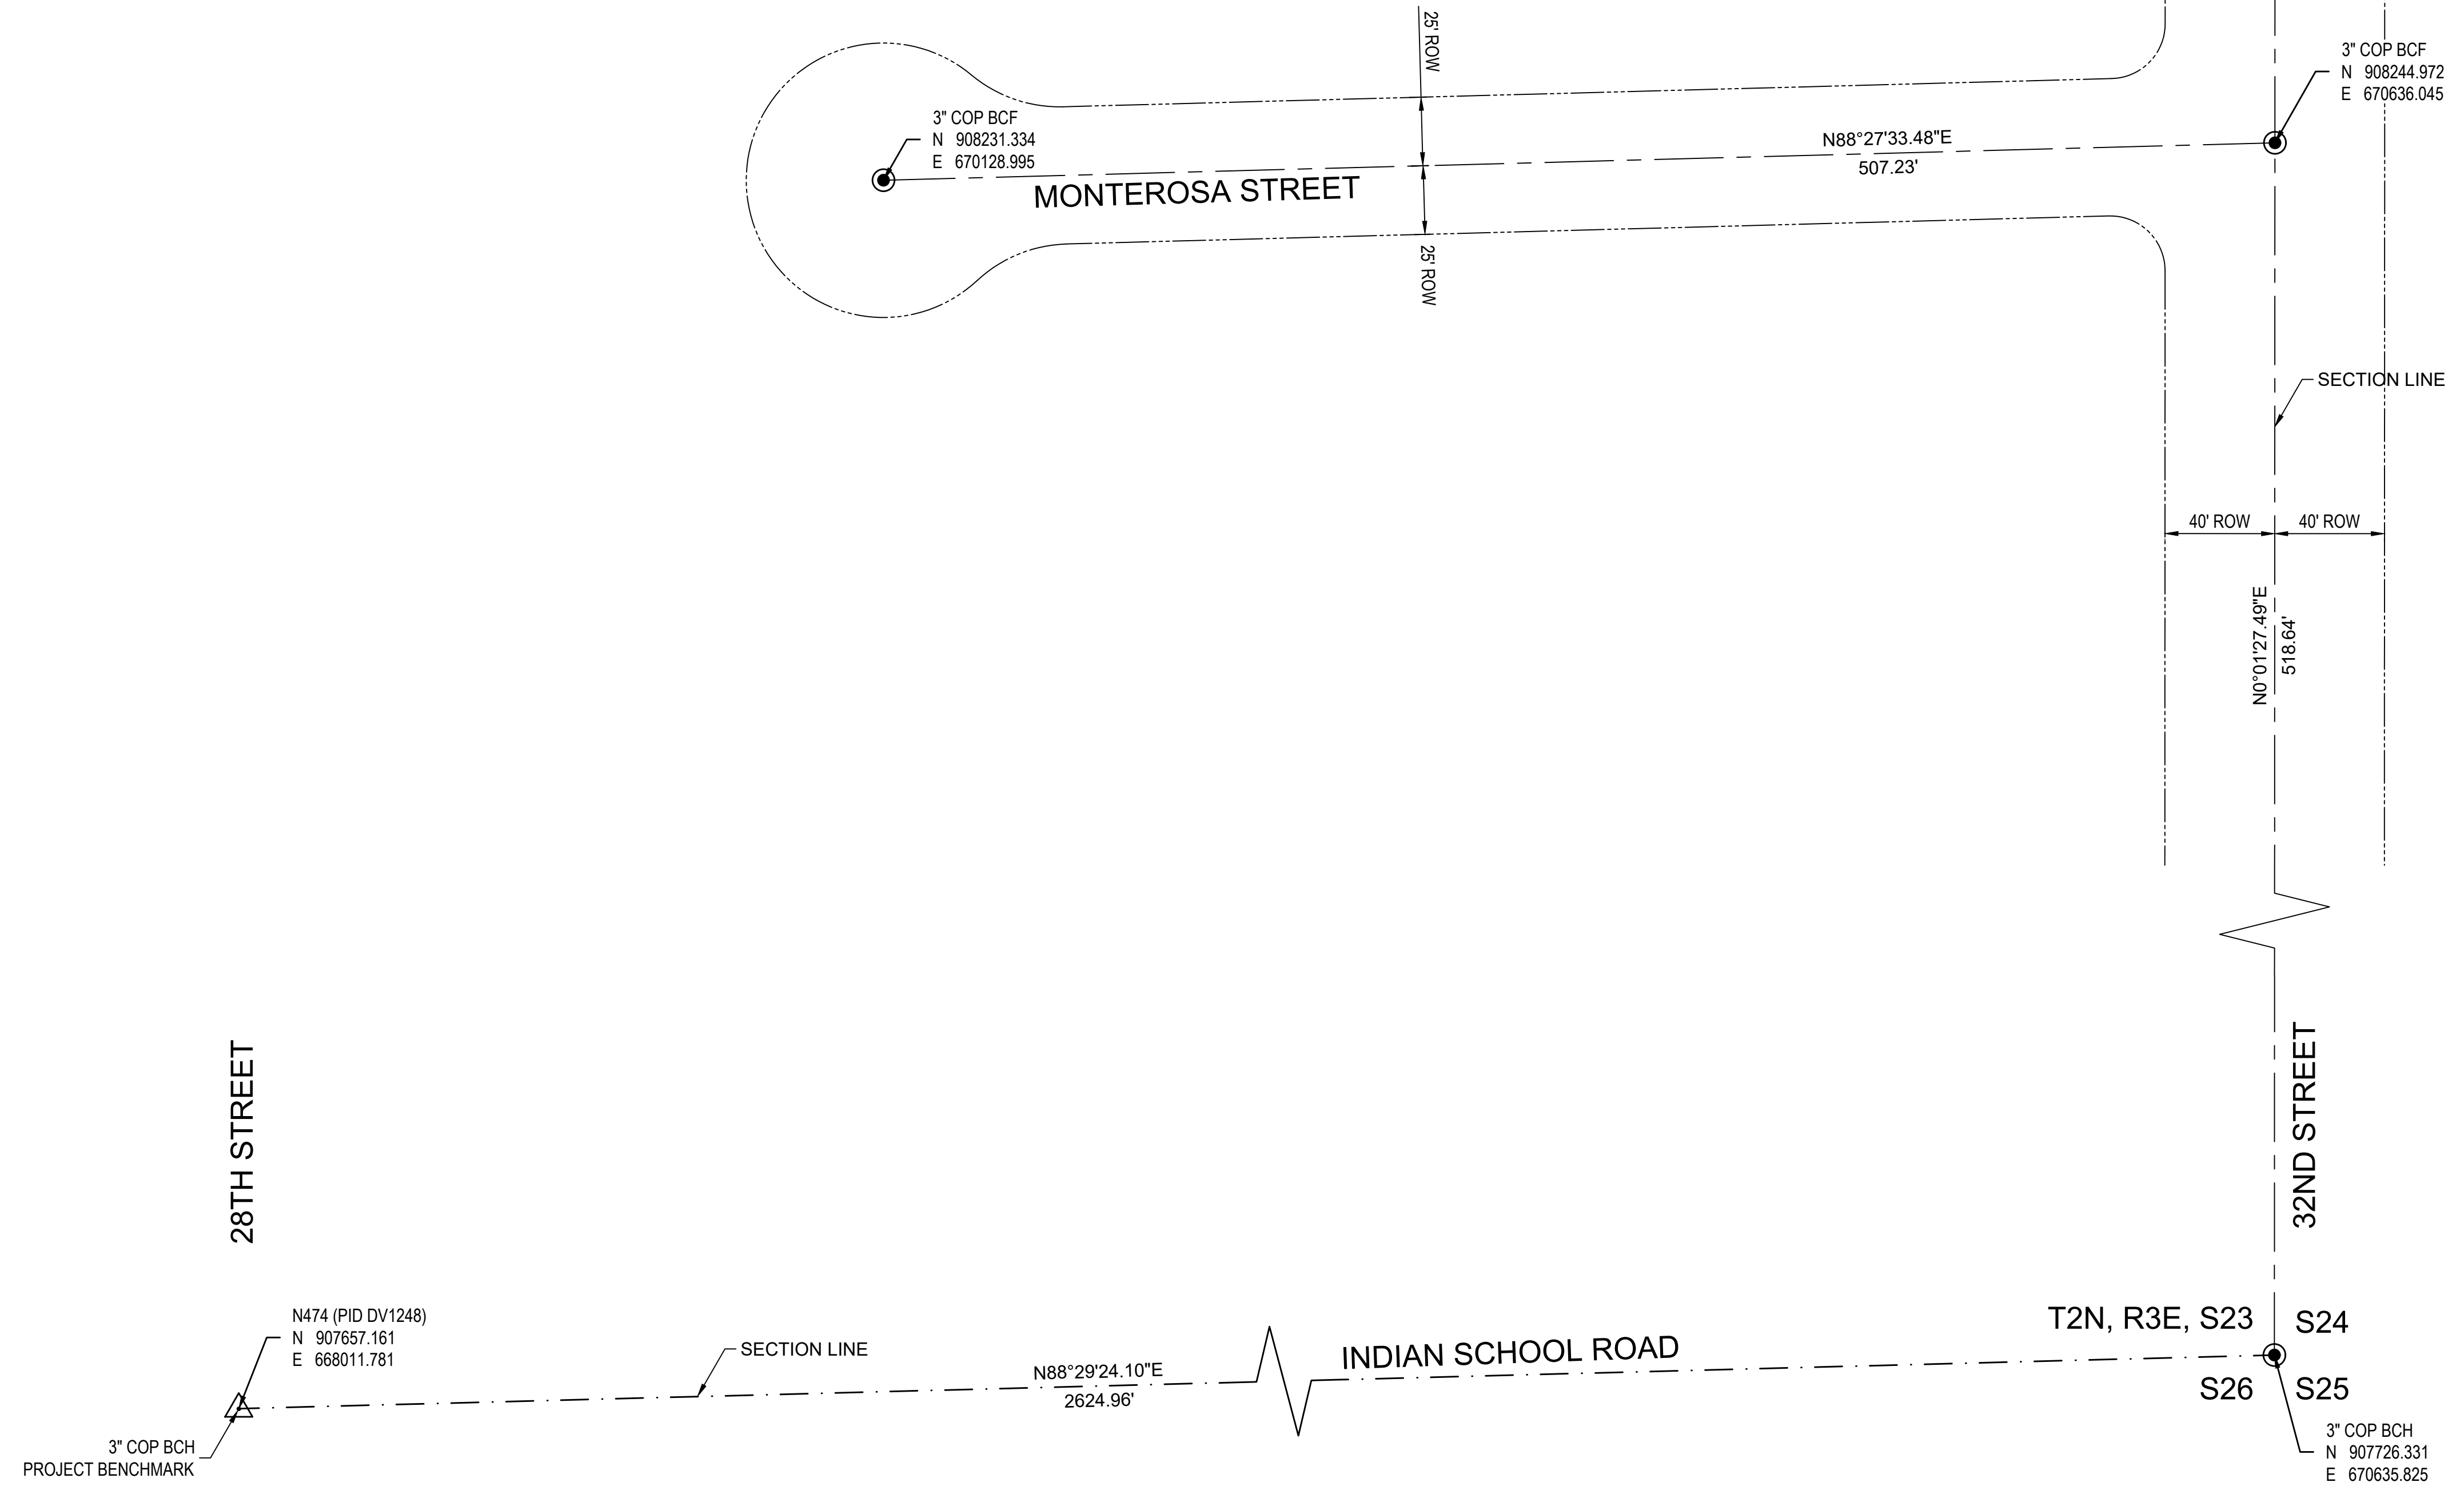 25' ROW
3" COP BCF
N 908244.972
E 670636.045
3" COP BCF
N 908231.334
E 670128.995
N88°27'33.48"E
507.23'
MONTEROSA STREET
25' ROW
SECTION LINE
40' ROW
40' ROW
N0°01'27.49"E
518.64'
28TH STREET
32ND STREET
N474 (PID DV1248)
N 907657.161
E 668011.781
SECTION LINE
N88°29'24.10"E
2624.96'
INDIAN SCHOOL ROAD
T2N, R3E, S23
S24
S26
S25
3" COP BCH
PROJECT BENCHMARK
3" COP BCH
N 907726.331
E 670635.825